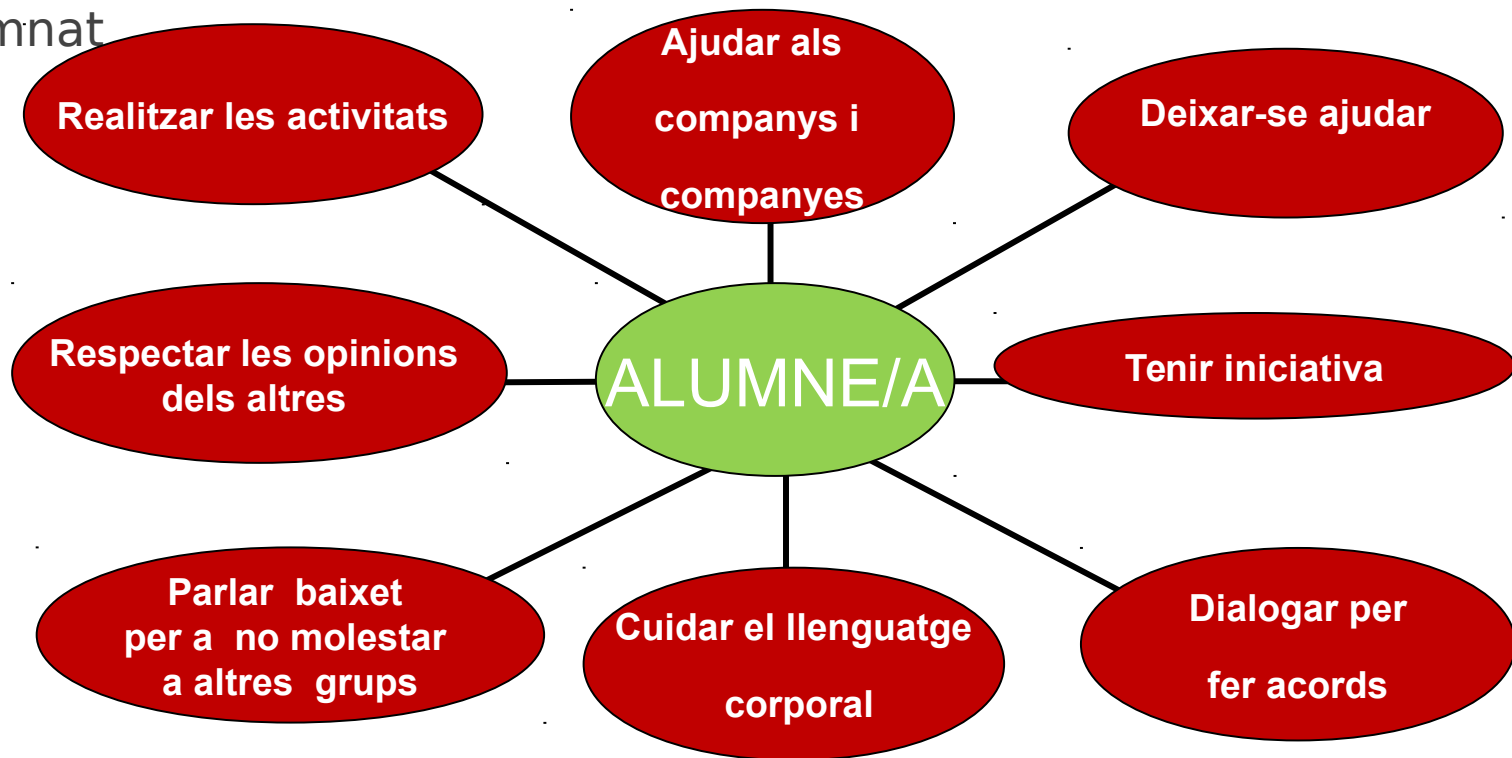 mnat
Realitzar les activitats
Ajudar als
companys i
companyes
Deixar-se ajudar
Respectar les opinions
dels altres
ALUMNE/A
Tenir iniciativa
Parlar baixet
per a no molestar
a altres grups
Cuidar el llenguatge
corporal
Dialogar per
fer acords